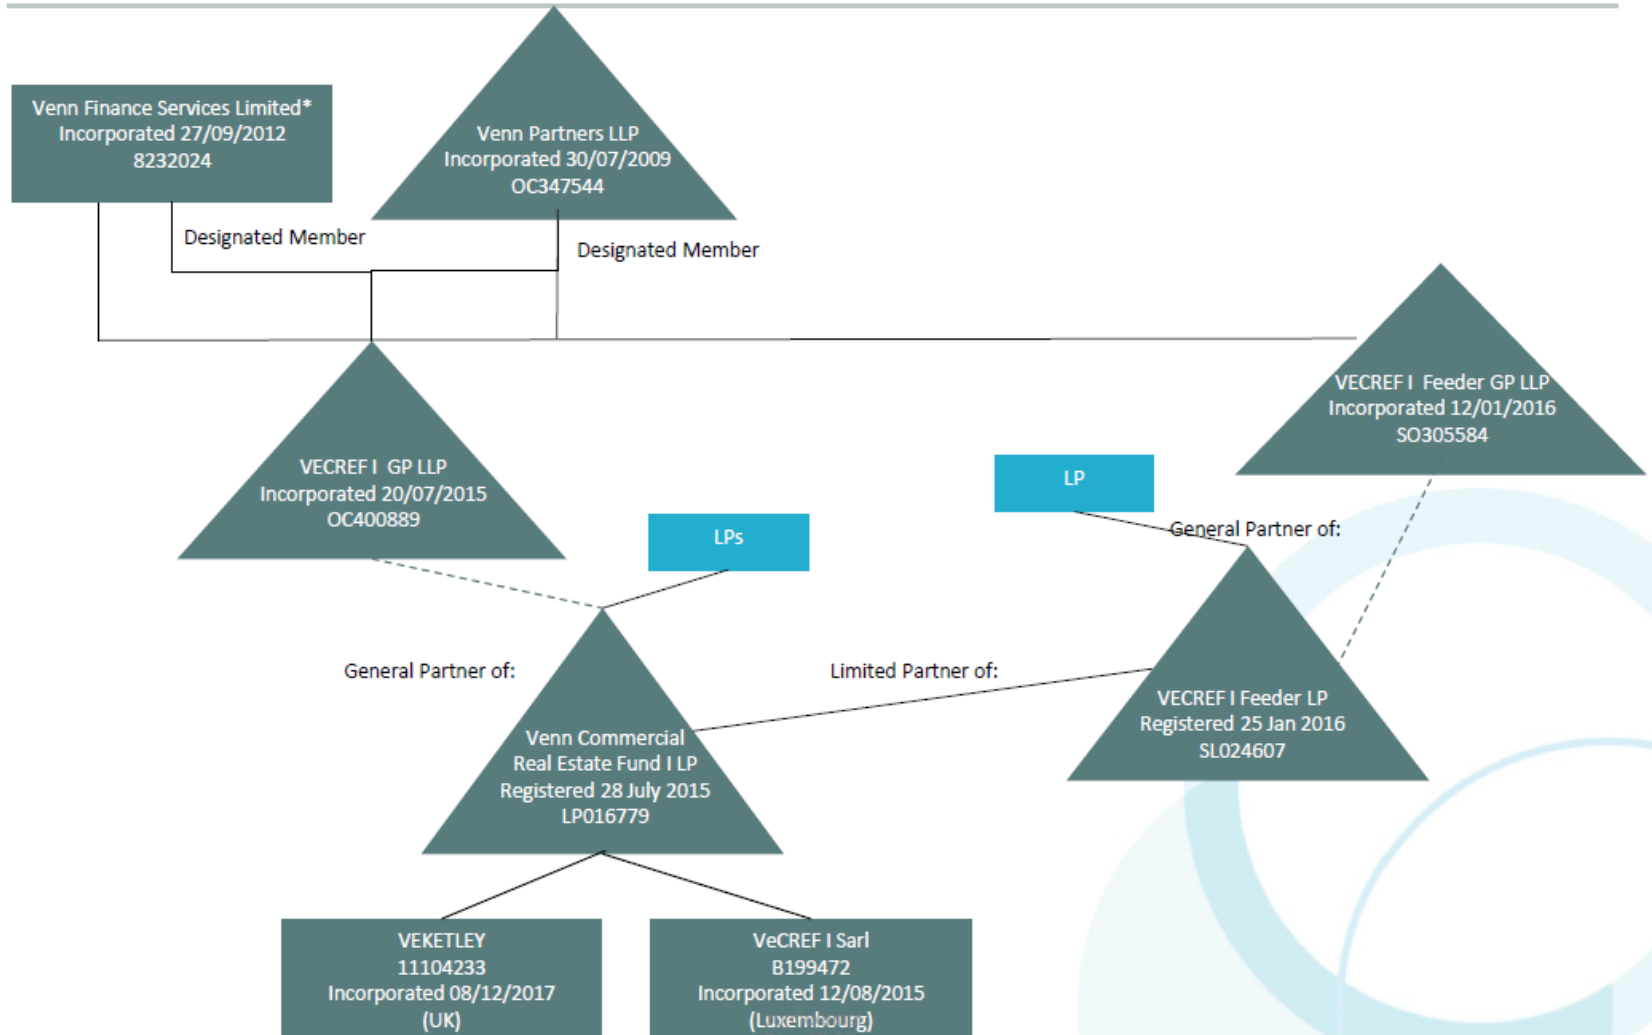 Venn Finance Services Limited*
Incorporated 27/09/2012
8232024
Venn Partners LLP
Incorporated 30/07/2009
OC347544
Designated Member
Designated Member
VECREF I  Feeder GP LLP
Incorporated 12/01/2016
SO305584
VECREF I  GP LLP
Incorporated 20/07/2015
OC400889
LP
LPs
General Partner of:
General Partner of:
Limited Partner of:
VECREF I Feeder LP
Registered 25 Jan 2016
SL024607
Venn Commercial
Real Estate Fund I LP
Registered 28 July 2015
LP016779
VEKETLEY
11104233
Incorporated 08/12/2017
(UK)
VeCREF I Sarl
B199472
Incorporated 12/08/2015
(Luxembourg)